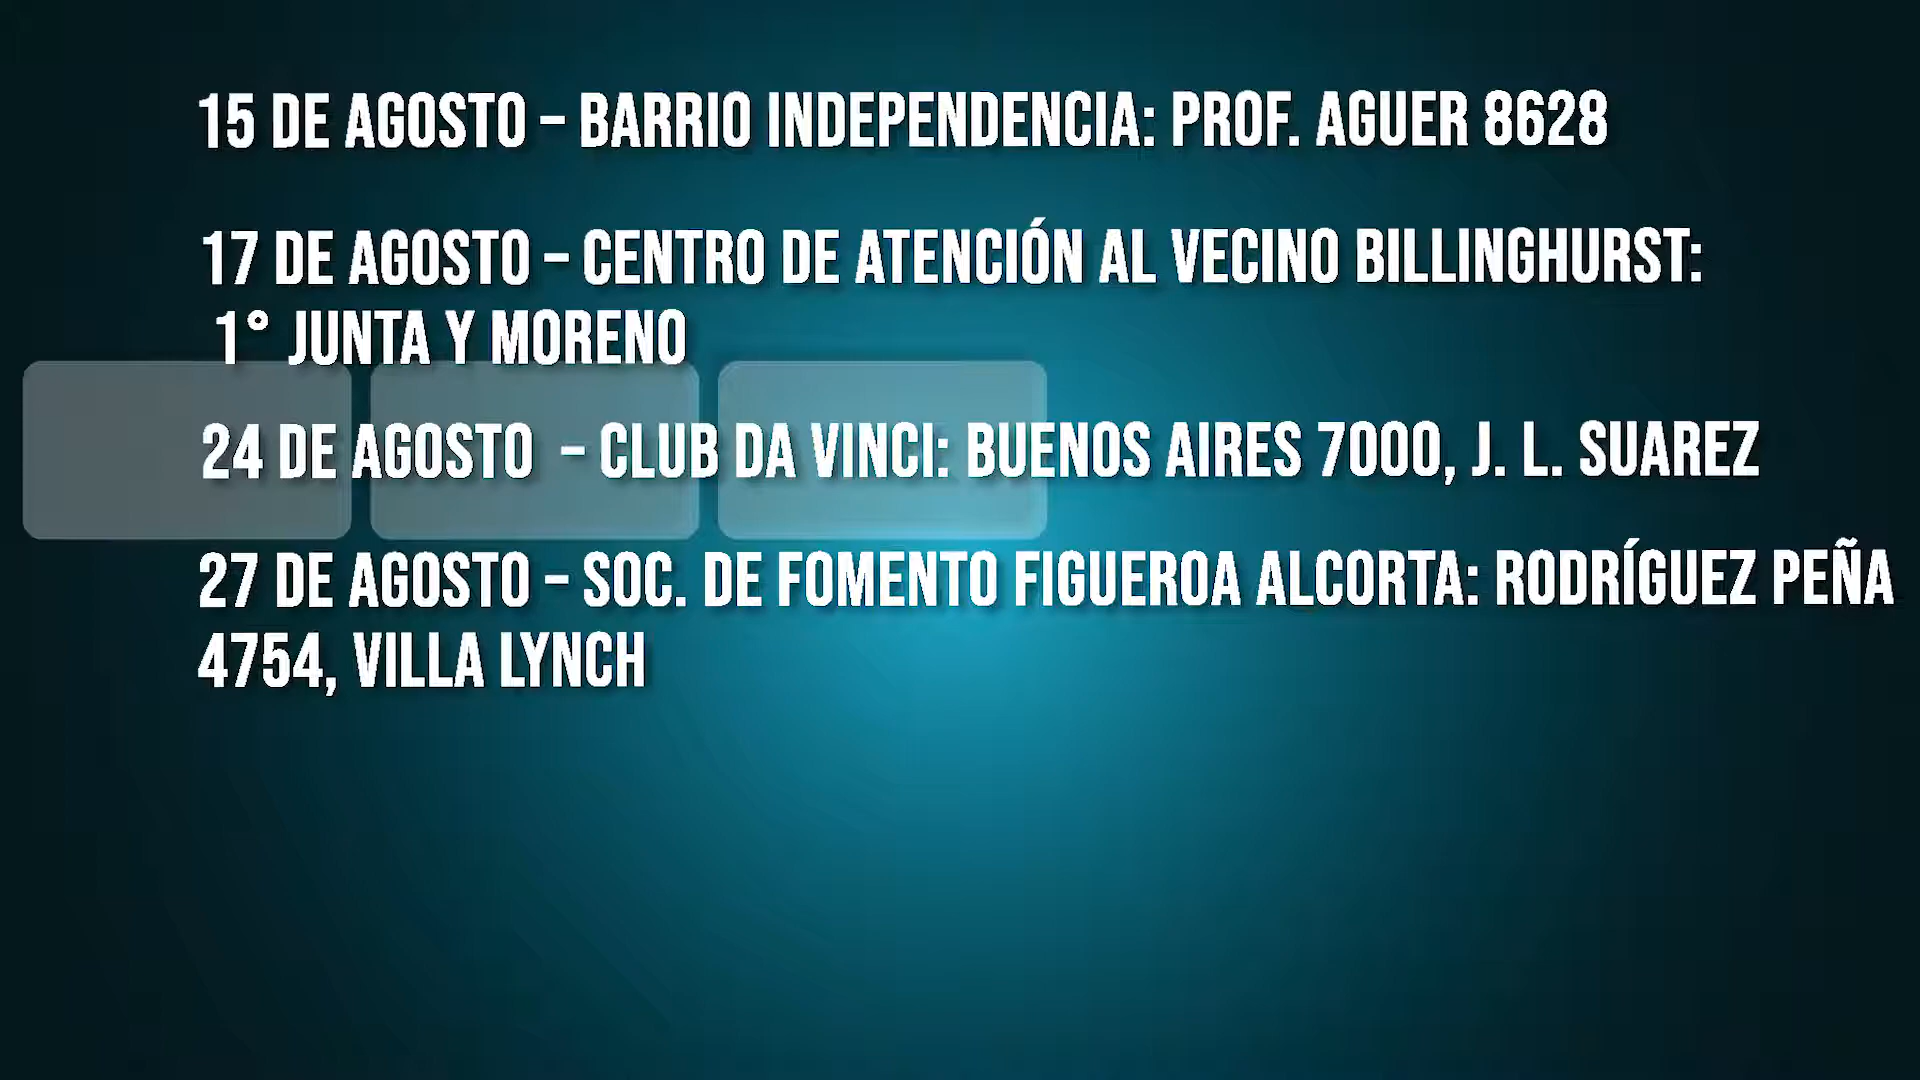 15 DE AGOSTO – BARRIO INDEPENDENCIA: PROF. AGUER 8628
17 DE AGOSTO – CENTRO DE ATENCIÓN AL VECINO BILLINGHURST:
1° JUNTA Y MORENO
24 DE AGOSTO – CLUB DA VINCI: BUENOS AIRES 7000, J. L. SUAREZ
27 DE AGOSTO – SOC. DE FOMENTO FIGUEROA ALCORTA: RODRÍGUEZ PEÑA
4754, VILLA LYNCH